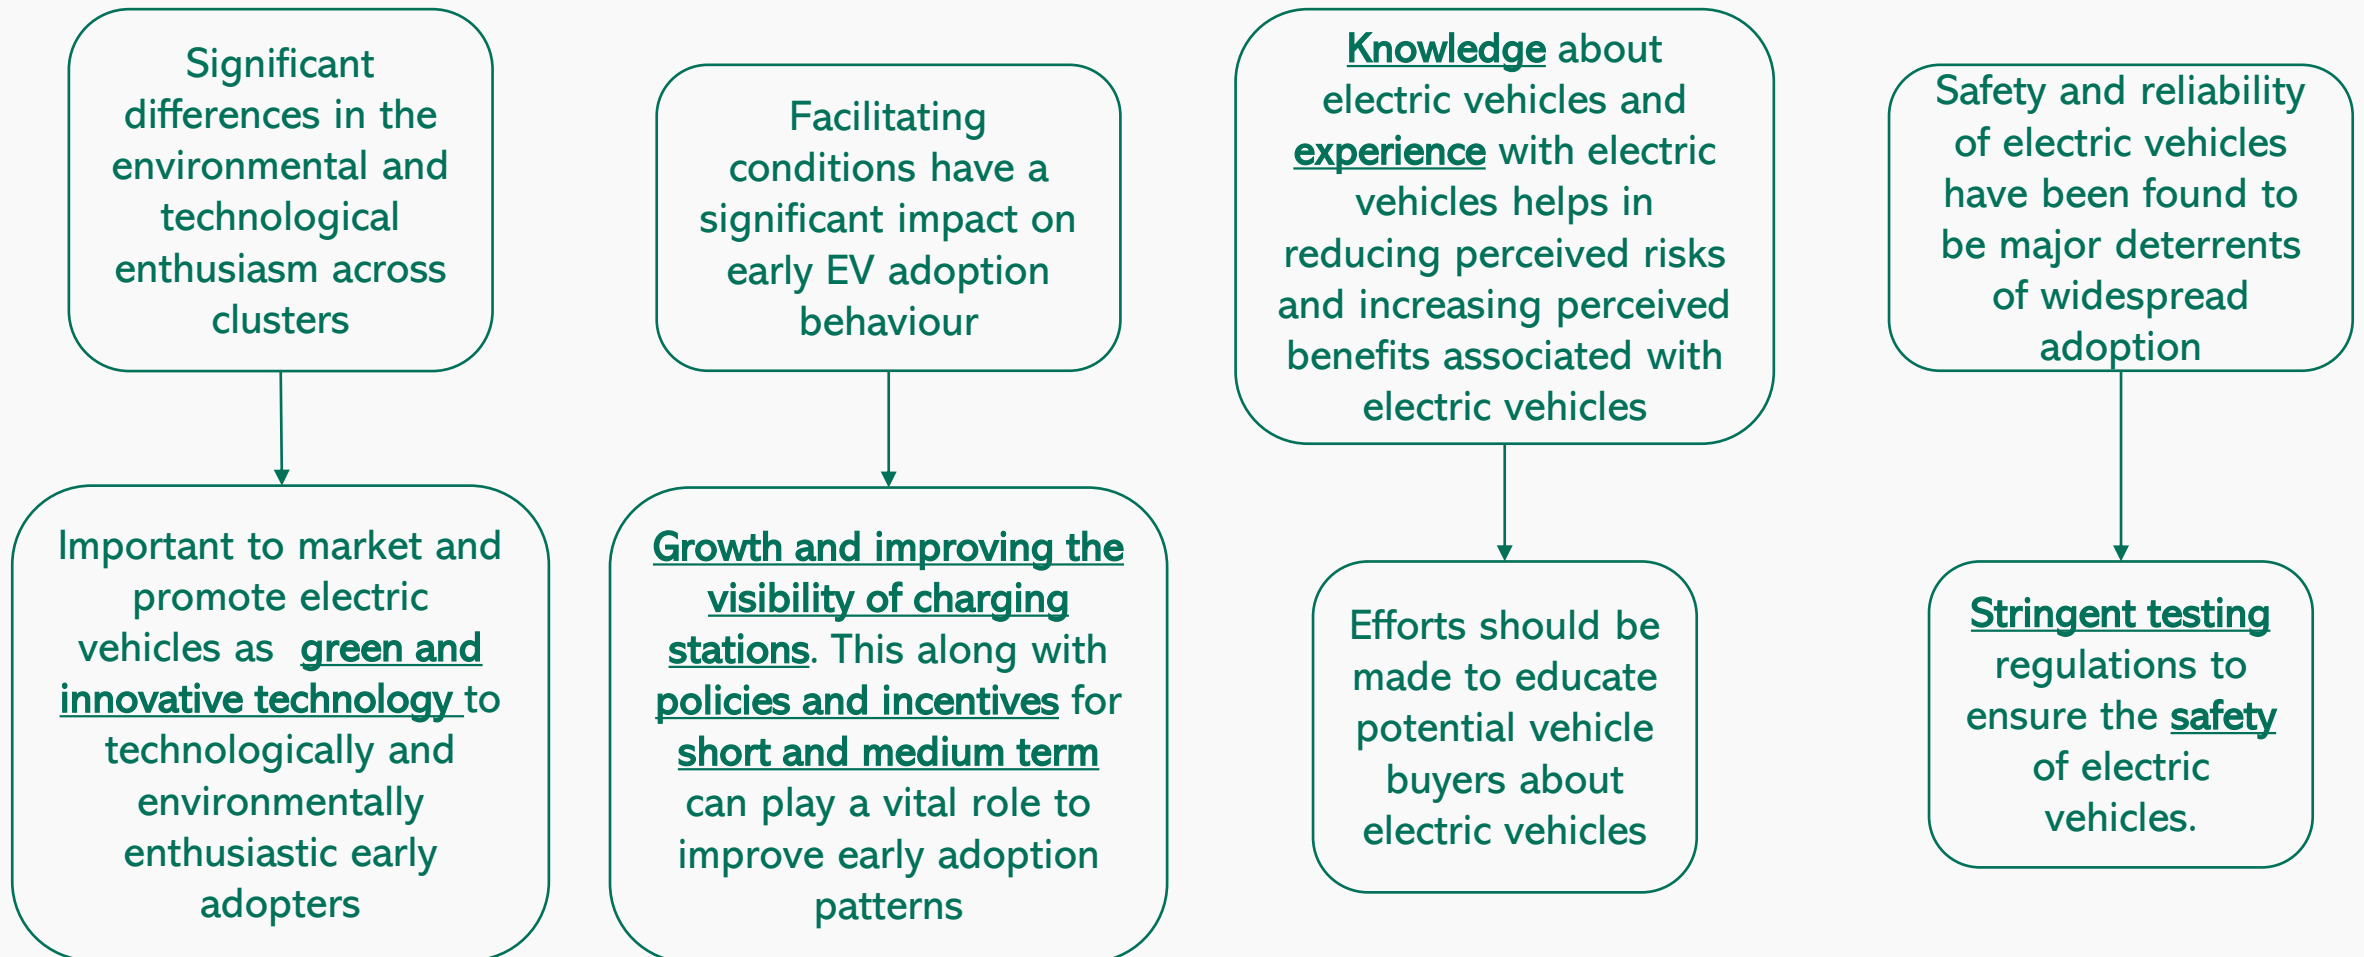 Significant
differences in the
environmental and
technological
enthusiasm across
clusters
Important to market and
promote electric
vehicles as green and
innovative technology to
technologically and
environmentally
enthusiastic early
adopters
Facilitating
conditions have a
significant impact on
early EV adoption
behaviour
Growth and improving the
visibility of charging
stations. This along with
policies and incentives for
short and medium term
can play a vital role to
improve early adoption
patterns
Knowledge about
electric vehicles and
experience with electric
vehicles helps in
reducing perceived risks
and increasing perceived
benefits associated with
electric vehicles
Efforts should be
made to educate
potential vehicle
buyers about
electric vehicles
Safety and reliability
of electric vehicles
have been found to
be major deterrents
of widespread
adoption
Stringent testing
regulations to
ensure the safety
of electric
vehicles.